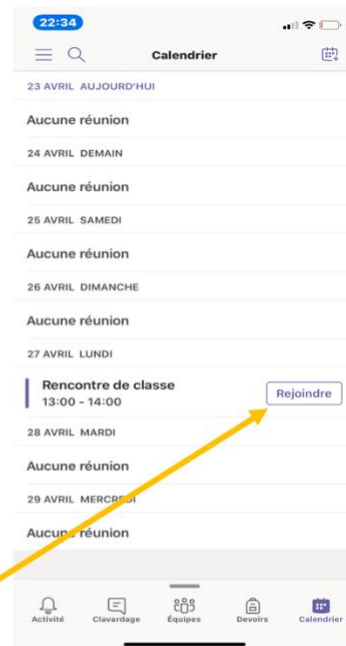 22:34
Calendrier
23 AVRIL AUJOURD'HUI
Aucune réunion
24 AVRIL DEMAIN
Aucune réunion
25 AVRIL SAMEDI
Aucune réunion
26 AVRIL DIMANCHE
Aucune réunion
27 AVRIL LUNDI
Rencontre de classe
13:00 - 14:00
Rejoindre
28 AVRIL MARDI
Aucune réunion
29 AVRIL MERCREDI
Aucune réunion
Activité Clavardage Équipes Devoirs Calendrier